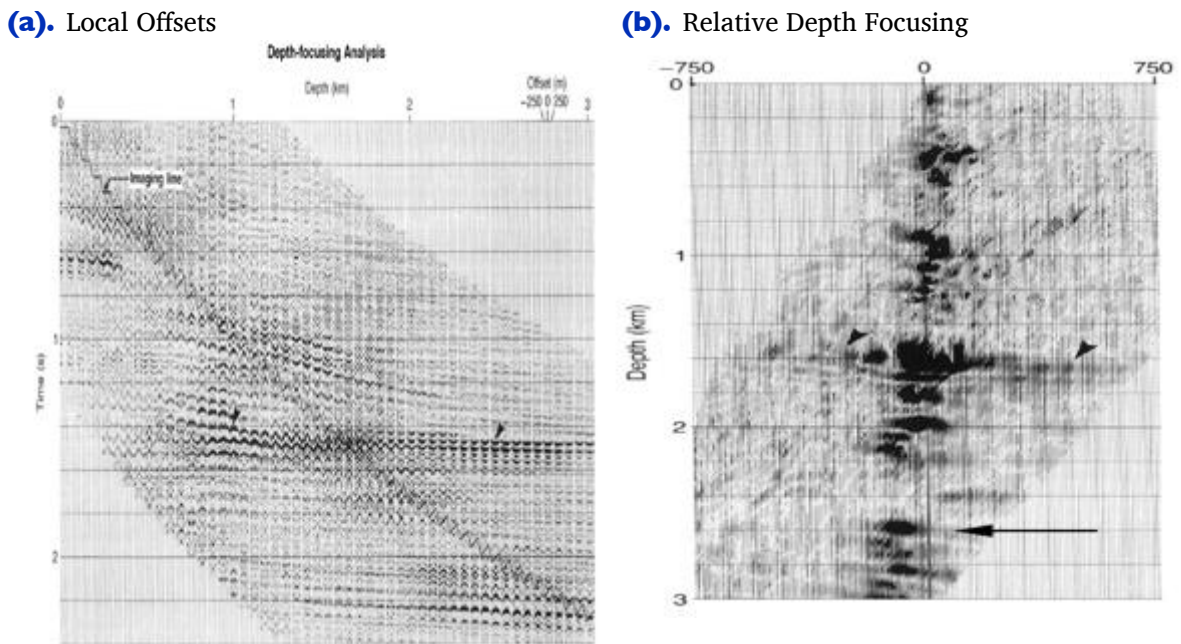 (a). Local Offsets
Depth-focusing Analysis
Depth (km)
Offset (m)
0 1 2 -250 0 250 3
0
Imaging line
1
Time (s)
2
(b). Relative Depth Focusing
-750 0 750
0
1
Depth (km)
2
3